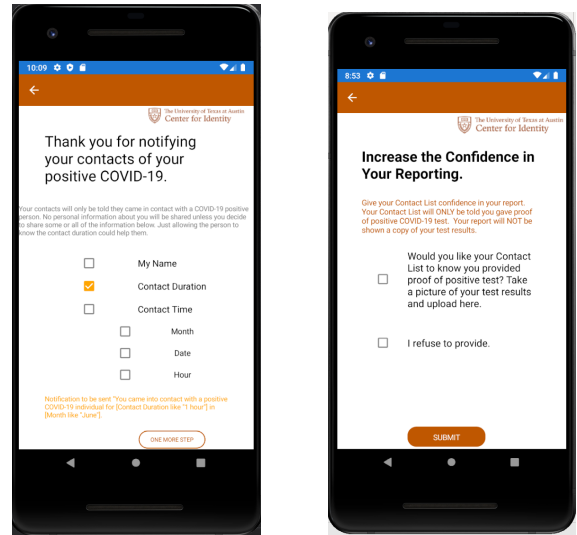 10:09
The University of Texas at Austin
Center for Identity
Thank you for notifying
your contacts of your
positive COVID-19.
Your contacts will only be told they came in contact with a COVID-19 positive
person. No personal information about you will be shared unless you decide
to share some or all of the information below. Just allowing the person to
know the contact duration could help them.
My Name
Contact Duration
Contact Time
Month
Date
Hour
Notification to be sent "You came into contact with a positive
COVID-19 individual for [Contact Duration like "1 hour"] in
[Month like "June"].
ONE MORE STEP
8:53
The University of Texas at Austin
Center for Identity
Increase the Confidence in
Your Reporting.
Give your Contact List confidence in your report.
Your Contact List will ONLY be told you gave proof
of positive COVID-19 test. Your report will NOT be
shown a copy of your test results.
Would you like your Contact
List to know you provided
proof of positive test? Take
a picture of your test results
and upload here.
I refuse to provide.
SUBMIT